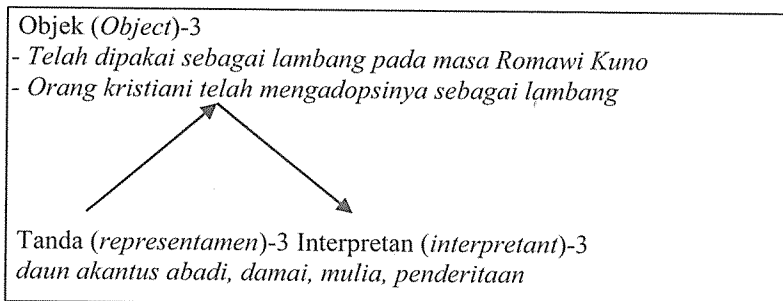 Objek (Object)-3
- Telah dipakai sebagai lambang pada masa Romawi Kuno
- Orang kristiani telah mengadopsinya sebagai lambang
Tanda (representamen)-3 Interpretan (interpretant)-3
daun akantus abadi, damai, mulia, penderitaan